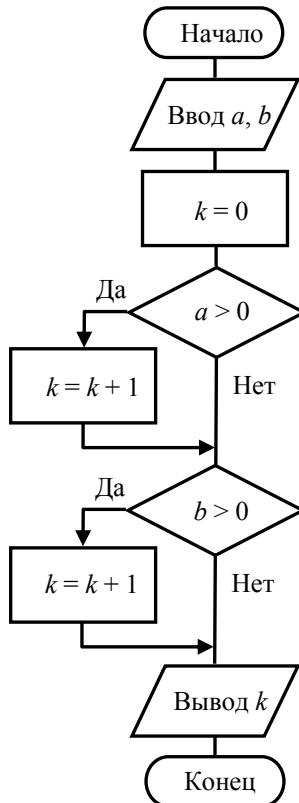 Начало
Ввод a, b
k = 0
a > 0
Да
Нет
k = k + 1
b > 0
Да
Нет
k = k + 1
Вывод k
Конец